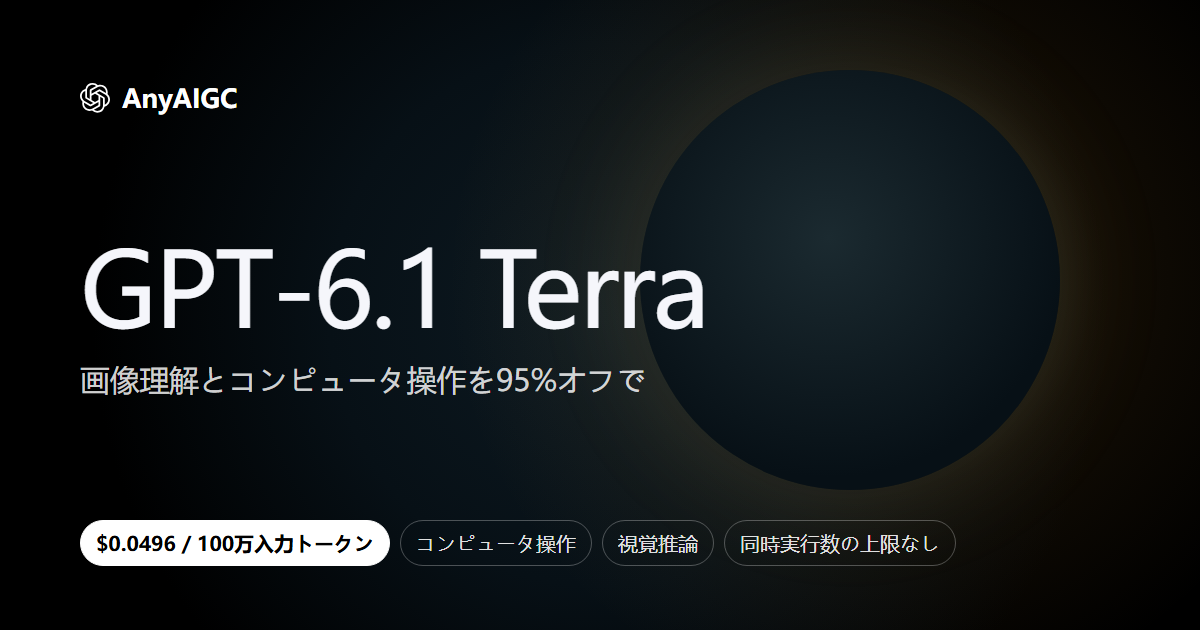 AnyAIGC
GPT-6.1 Terra
画像理解とコンピュータ操作を95%オフで
$0.0496 / 100万入力トークン
コンピュータ操作
視覚推論
同時実行数の上限なし